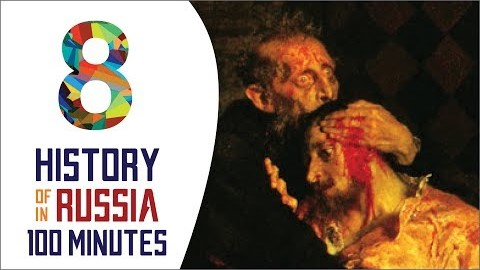 8
HISTORY
OF IN RUSSIA
100 MINUTES